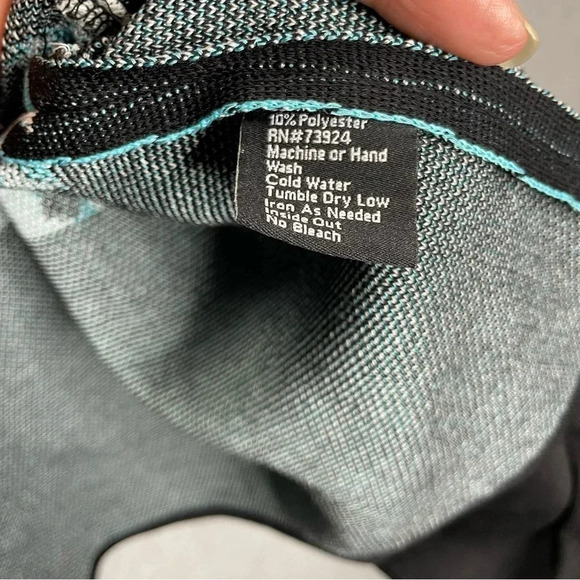 10% Polyester
RN#73924
Machine or Hand
Wash
Cold Water
Tumble Dry Low
Iron As Needed
Inside Out
No Bleach